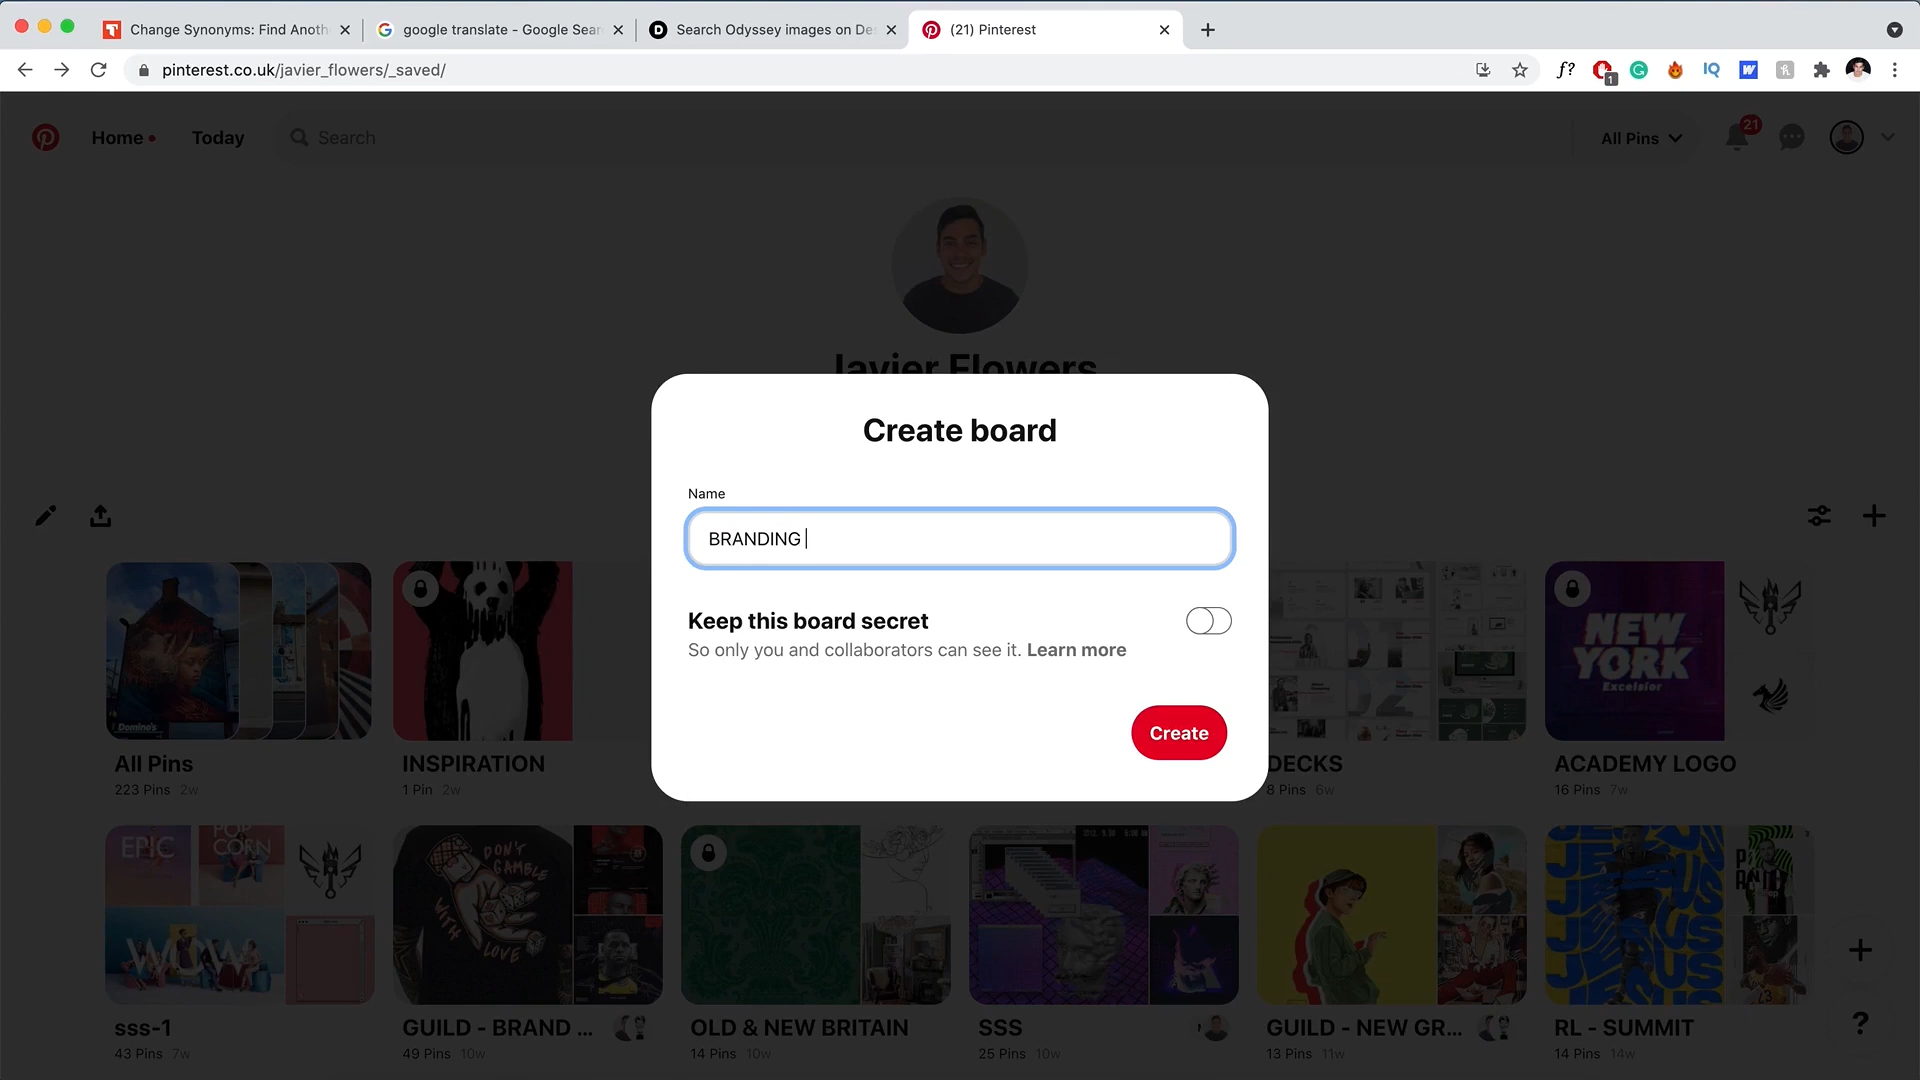 Change Synonyms: Find Anoth
google translate - Google Sear
Search Odyssey images on De
(21) Pinterest
pinterest.co.uk/javier_flowers/_saved/
f?
1
IQ
Home
Today
Search
All Pins
21
Javier Flowers
Create board
Name
BRANDING
Keep this board secret
So only you and collaborators can see it. Learn more
Create
Domino's
NEW
YORK
Excelsior
All Pins
223 Pins 2w
INSPIRATION
1 Pin 2w
DECKS
8 Pins 6w
ACADEMY LOGO
16 Pins 7w
EPIC
POP
CORN
WOW
DON'T
GAMBLE
WITH
LOVE
JESUS
sss-1
43 Pins 7w
GUILD - BRAND ...
49 Pins 10w
OLD & NEW BRITAIN
14 Pins 10w
SSS
25 Pins 10w
GUILD - NEW GR...
13 Pins 11w
RL - SUMMIT
14 Pins 14w
?